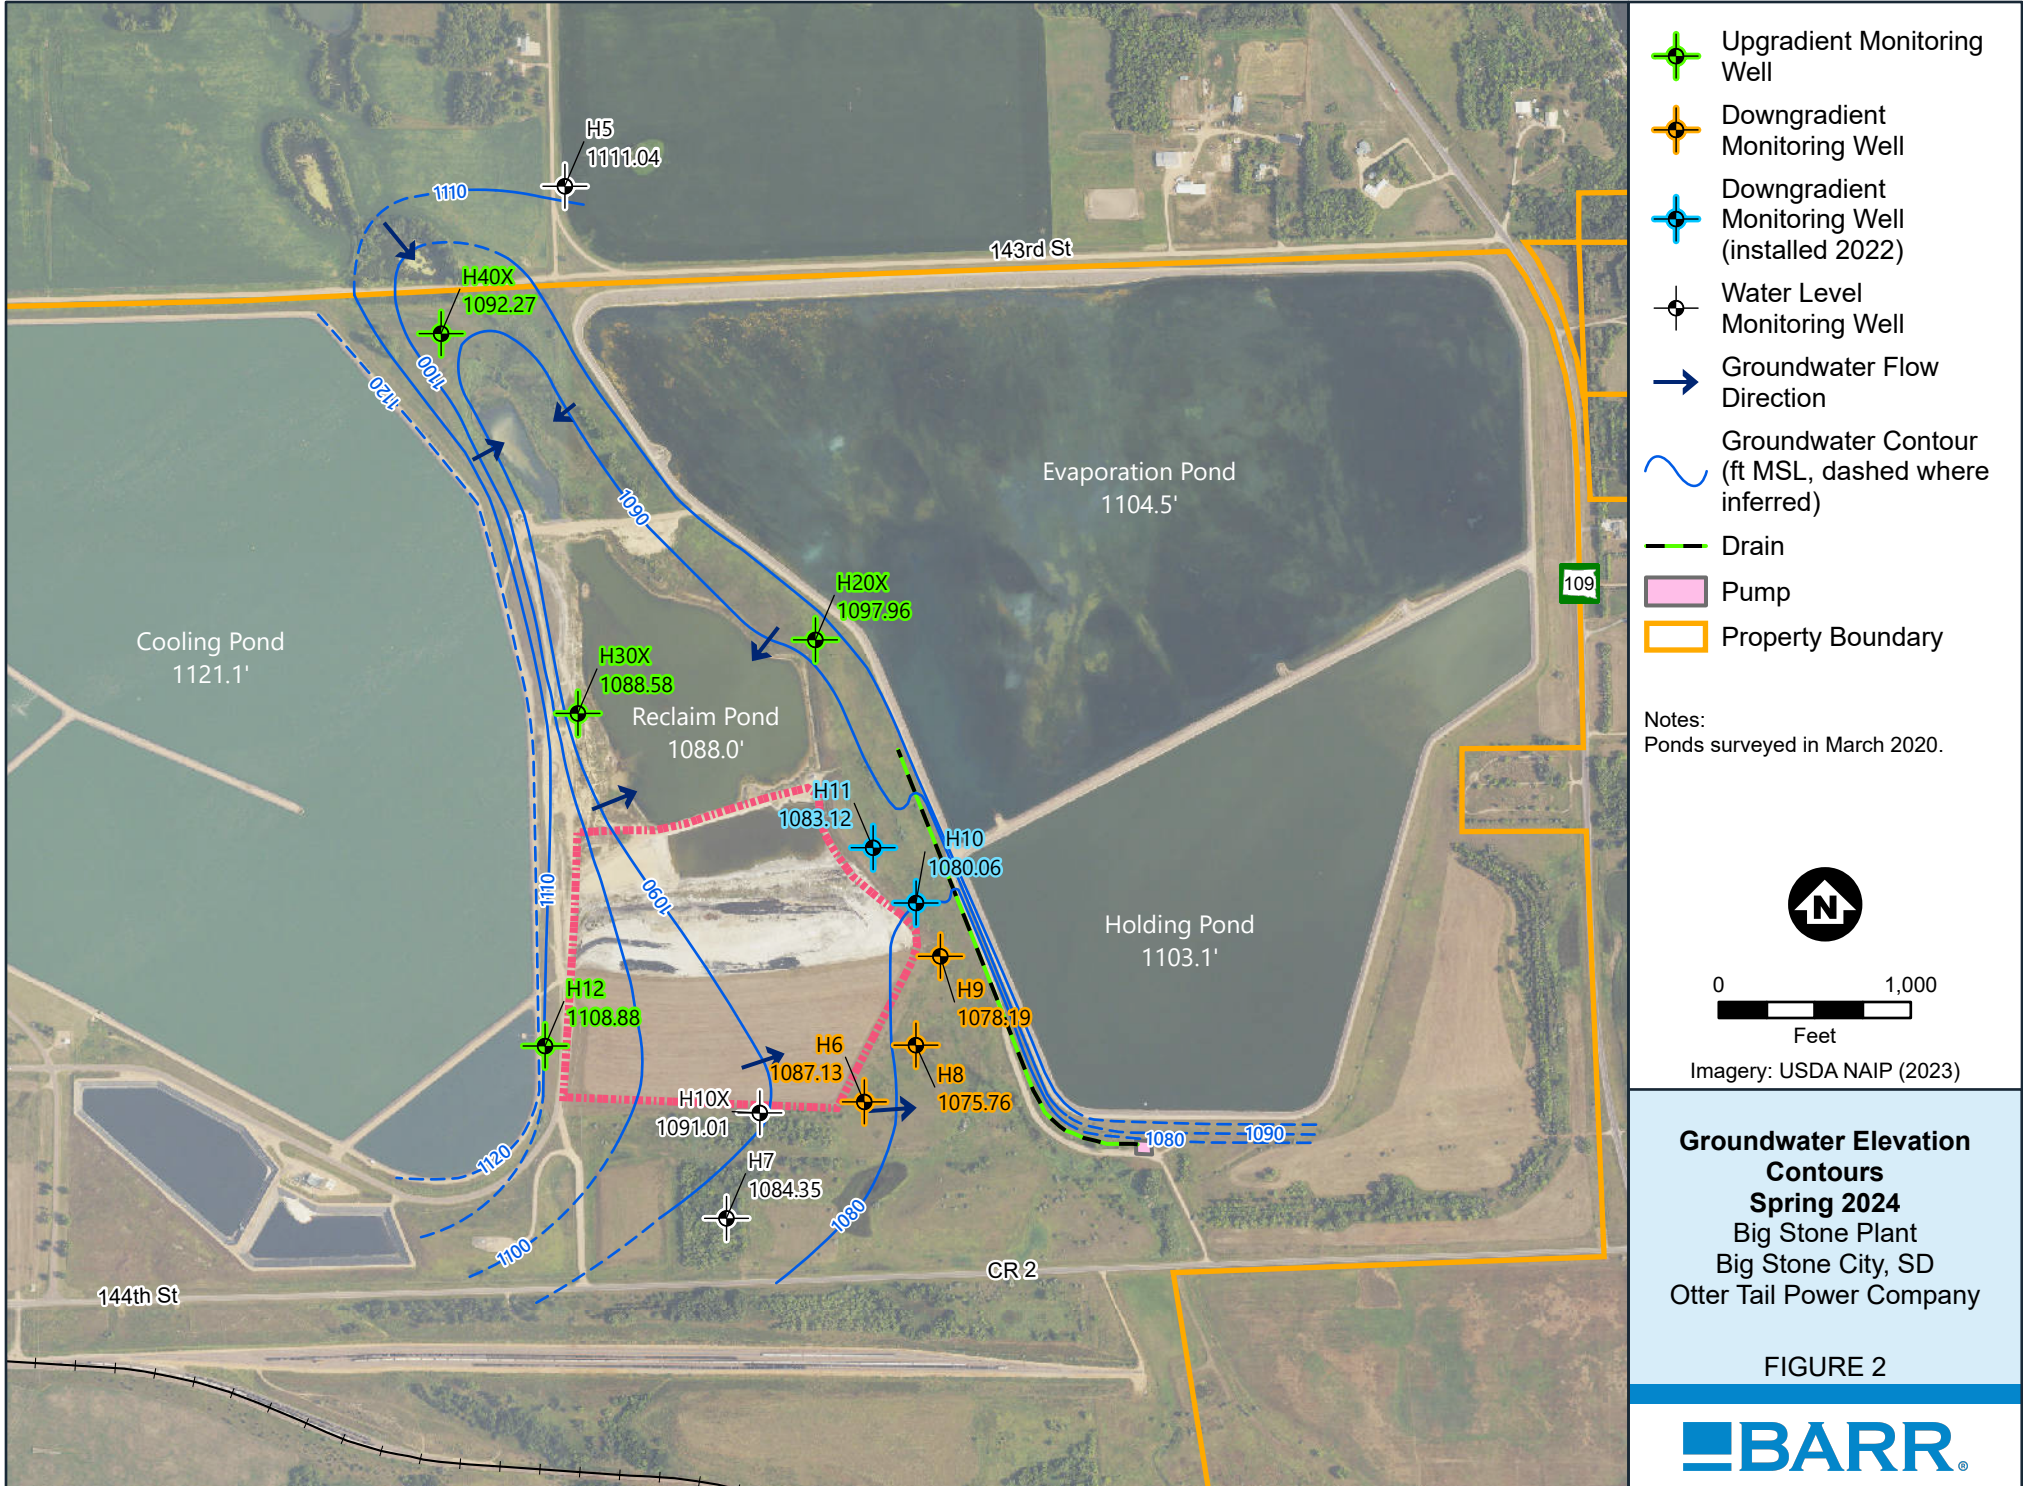 H5
1111.04
1110
143rd St
H40X
1092.27
1100
1120
1090
Evaporation Pond
1104.5'
H20X
1097.96
Cooling Pond
1121.1'
H30X
1088.58
Reclaim Pond
1088.0'
109
H11
1083.12
H10
1080.06
1110
1090
Holding Pond
1103.1'
H12
1108.88
H9
1078.19
H6
1087.13
H8
1075.76
H10X
1091.01
1080
1090
1120
H7
1084.35
1080
1100
CR 2
144th St
Upgradient Monitoring
Well
Downgradient
Monitoring Well
Downgradient
Monitoring Well
(installed 2022)
Water Level
Monitoring Well
Groundwater Flow
Direction
Groundwater Contour
(ft MSL, dashed where
inferred)
Drain
Pump
Property Boundary
Notes:
Ponds surveyed in March 2020.
N
0 1,000
Feet
Imagery: USDA NAIP (2023)
Groundwater Elevation
Contours
Spring 2024
Big Stone Plant
Big Stone City, SD
Otter Tail Power Company
FIGURE 2
BARR®